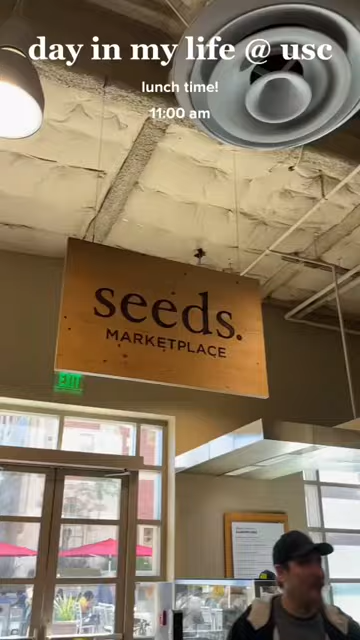 day in my life @ usc
lunch time!
11:00 am
seeds.
MARKETPLACE
EXIT